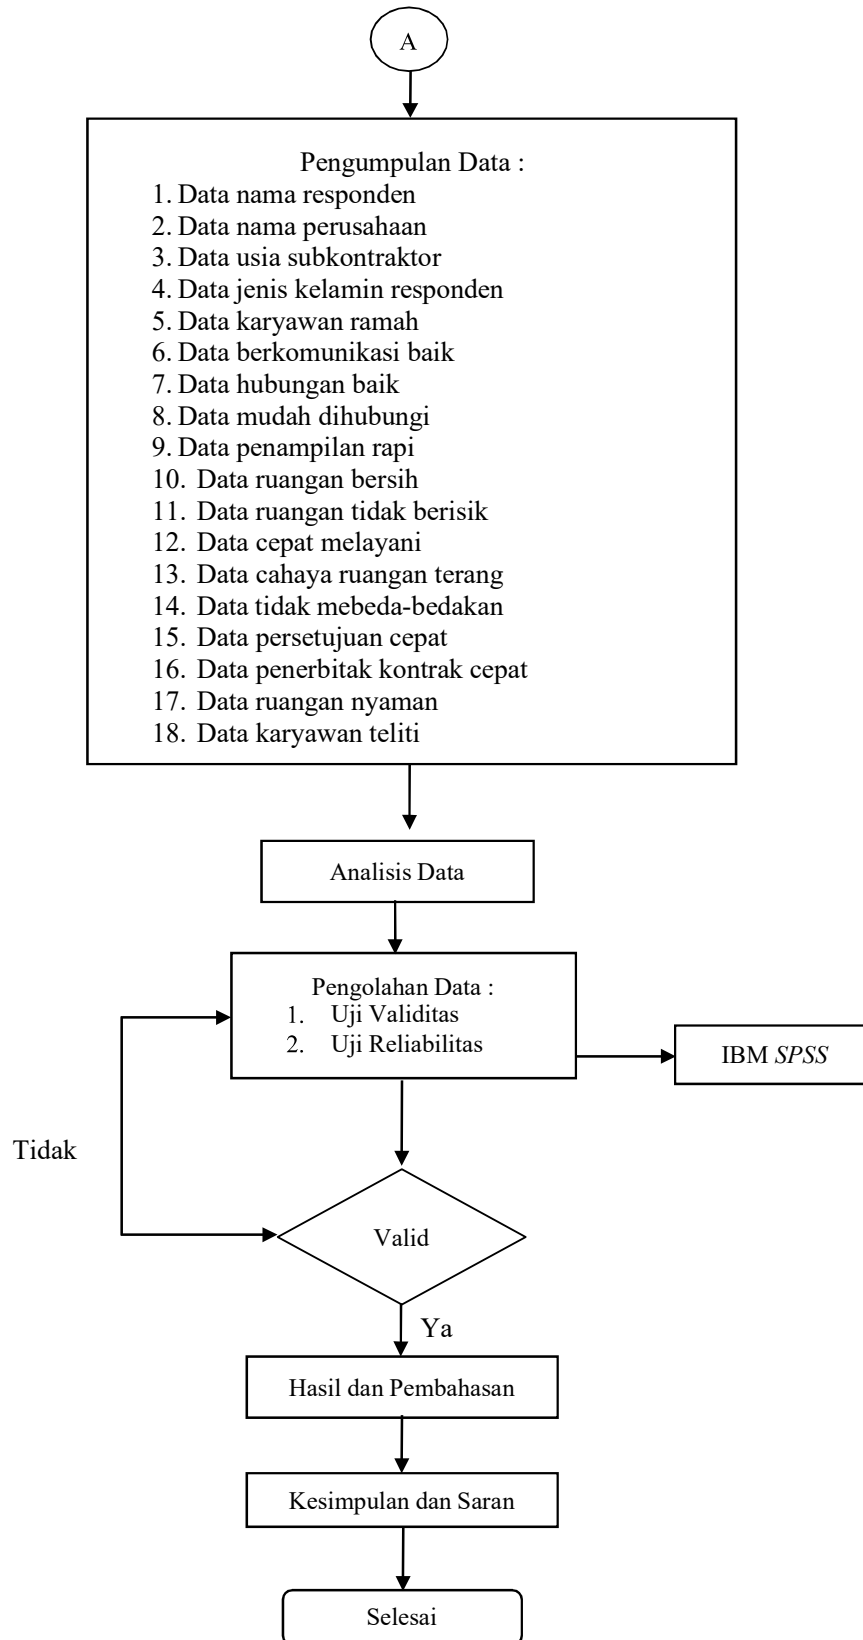 A
Pengumpulan Data :
1. Data nama responden
2. Data nama perusahaan
3. Data usia subkontraktor
4. Data jenis kelamin responden
5. Data karyawan ramah
6. Data berkomunikasi baik
7. Data hubungan baik
8. Data mudah dihubungi
9. Data penampilan rapi
10. Data ruangan bersih
11. Data ruangan tidak berisik
12. Data cepat melayani
13. Data cahaya ruangan terang
14. Data tidak mebeda-bedakan
15. Data persetujuan cepat
16. Data penerbitak kontrak cepat
17. Data ruangan nyaman
18. Data karyawan teliti
Analisis Data
Pengolahan Data :
1. Uji Validitas
2. Uji Reliabilitas
IBM SPSS
Tidak
Valid
Ya
Hasil dan Pembahasan
Kesimpulan dan Saran
Selesai